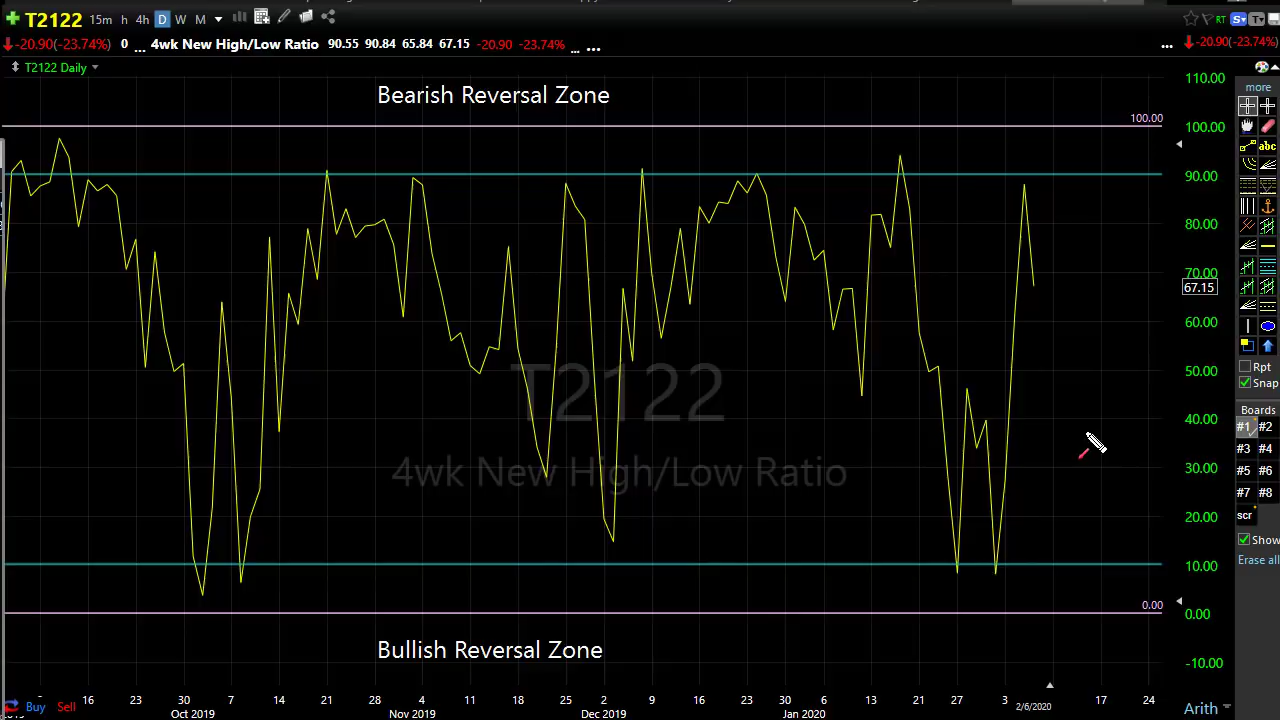 T2122 15m h 4h D W M
RT S T
-20.90(-23.74%) 0 ... 4wk New High/Low Ratio 90.55 90.84 65.84 67.15 -20.90 -23.74% ... ...
... -20.90(-23.74%)
T2122 Daily
more
Bearish Reversal Zone
110.00
100.00
100.00
abc
90.00
80.00
70.00
67.15
60.00
50.00
40.00
30.00
20.00
10.00
0.00
0.00
-10.00
T2122
4wk New High/Low Ratio
Rpt
Snap
Boards
#1 #2
#3 #4
#5 #6
#7 #8
scr
Show
Erase all
Bullish Reversal Zone
16 23 30 7 14 21 28 4 11 18 25 2 9 16 23 30 6 13 21 27 3 2/6/2020 17 24
Buy Sell
Oct 2019 Nov 2019 Dec 2019 Jan 2020
Arith